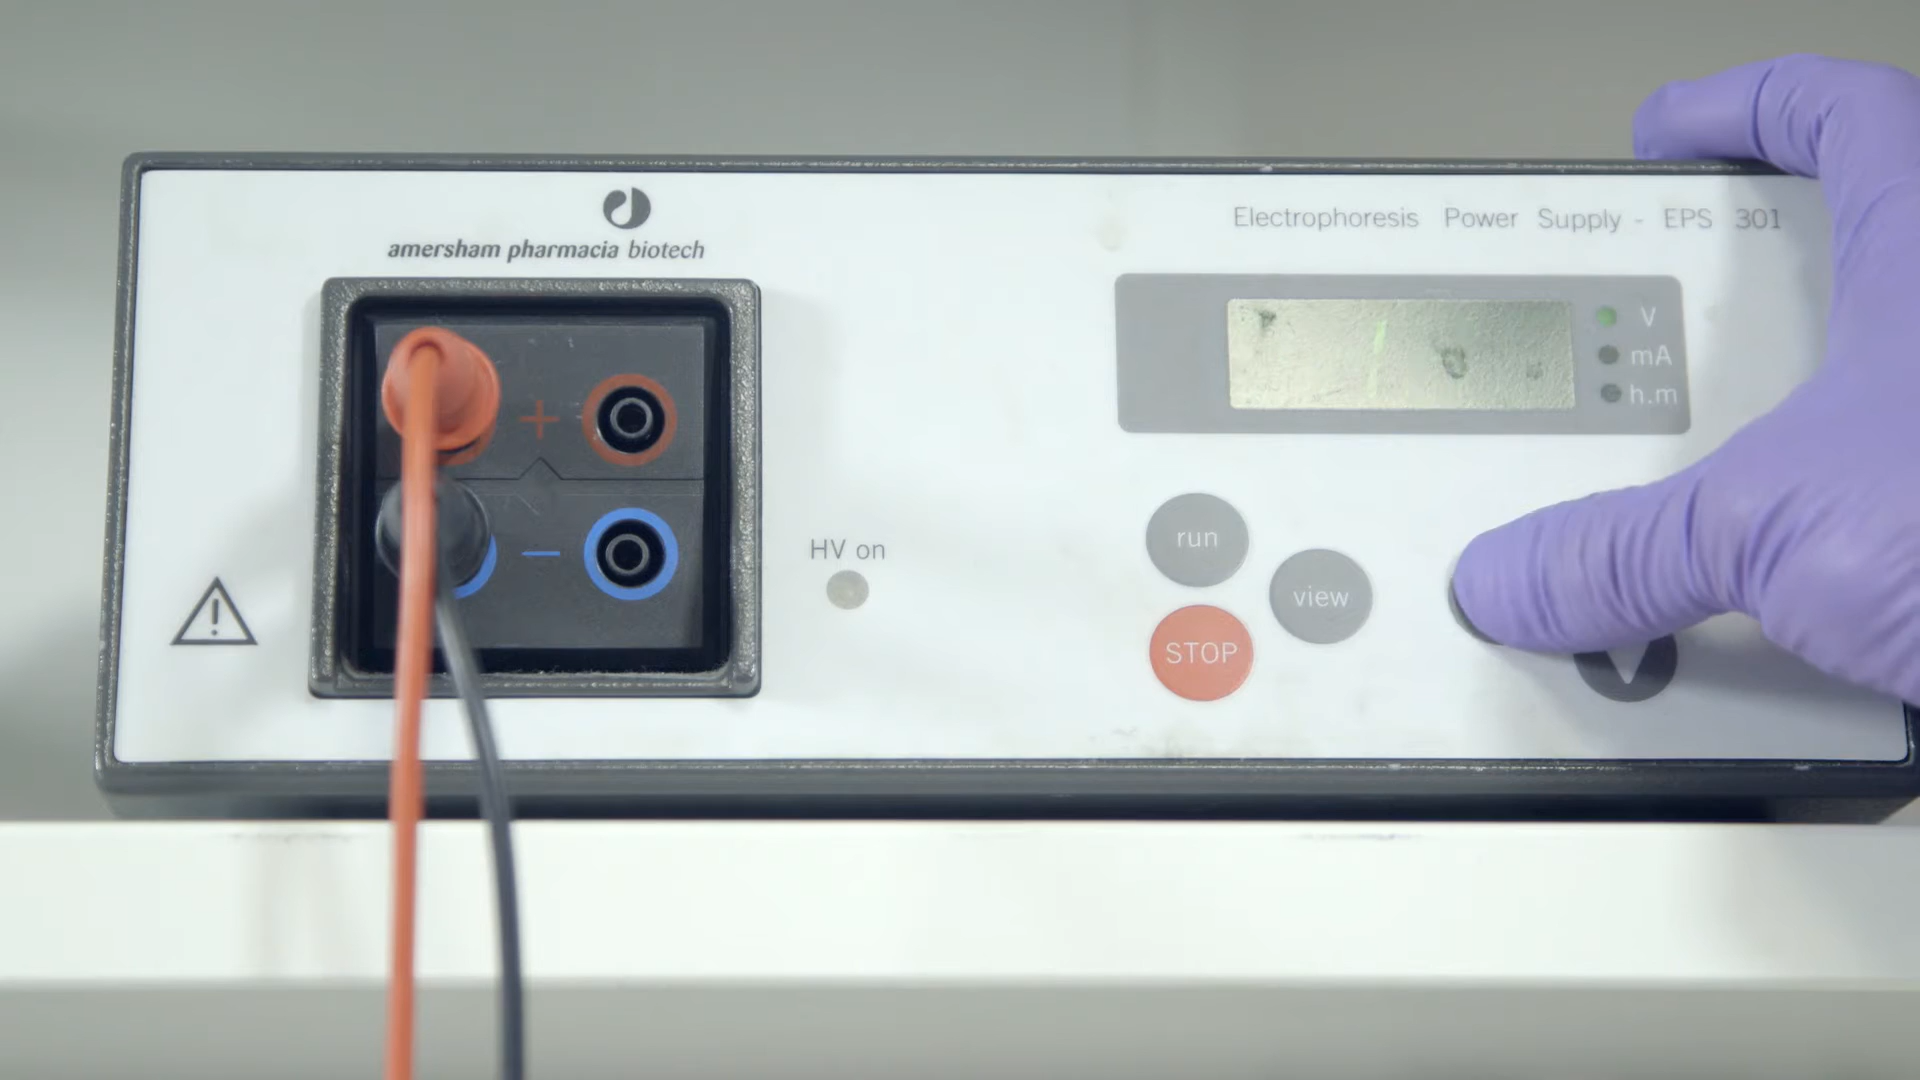 amersham pharmacia biotech
Electrophoresis Power Supply - EPS 301
V
mA
h.m
+
−
HV on
run
view
STOP
!